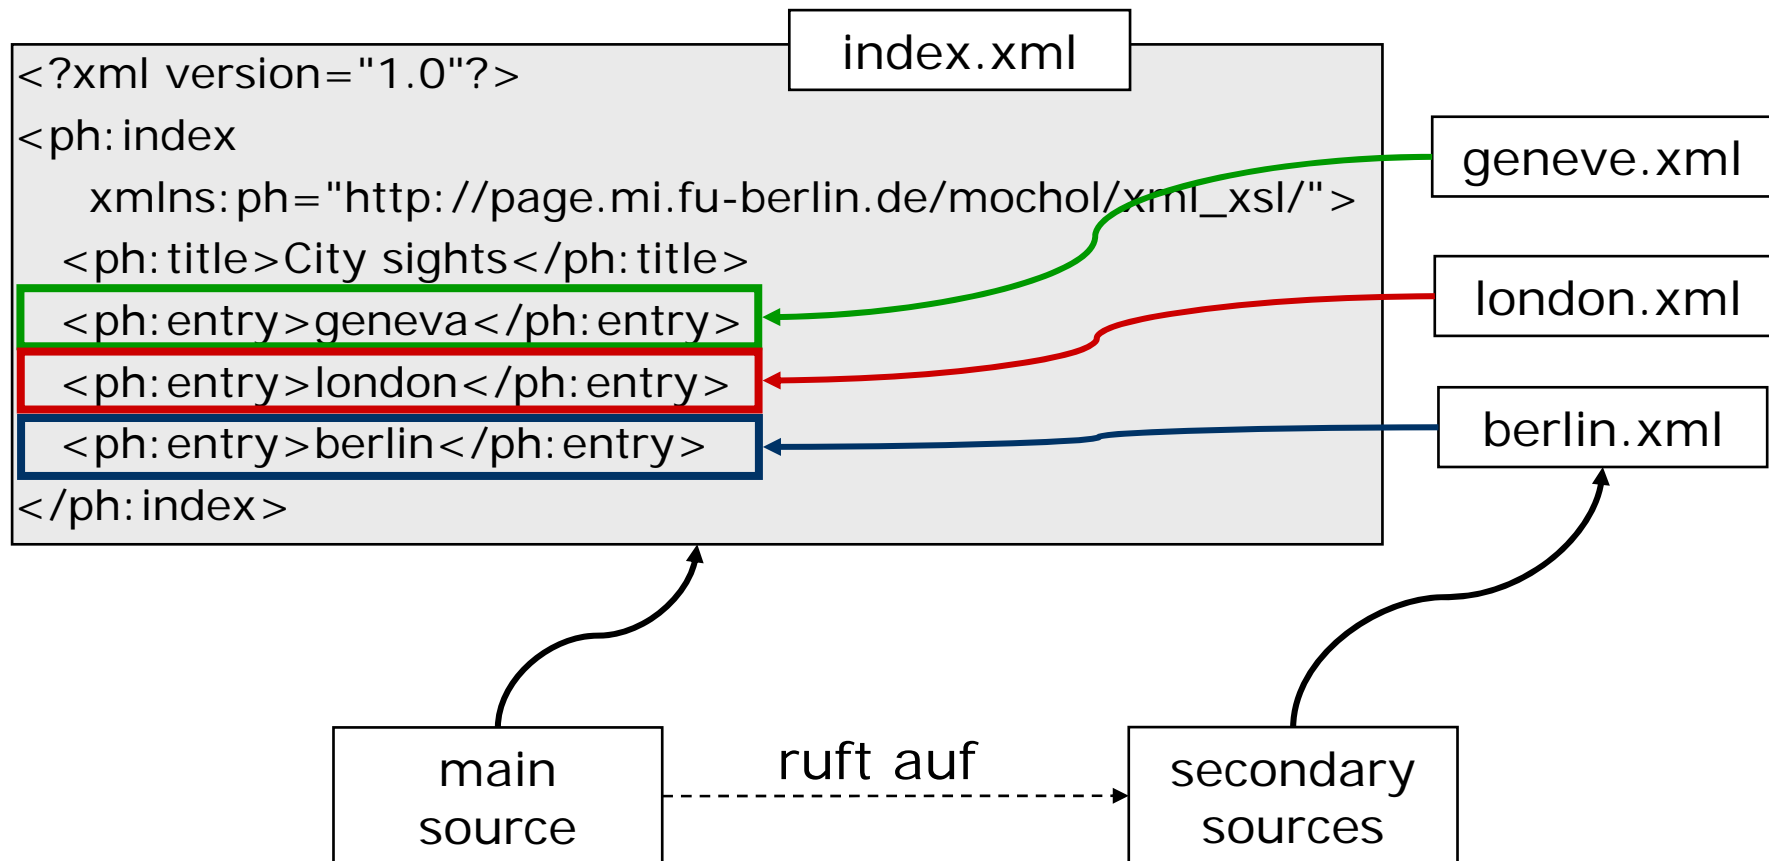 index.xml
<?xml version="1.0"?>
<ph:index
xmlns:ph="http://page.mi.fu-berlin.de/mochol/xml_xsl/">
<ph:title>City sights</ph:title>
<ph:entry>geneva</ph:entry>
<ph:entry>london</ph:entry>
<ph:entry>berlin</ph:entry>
</ph:index>
geneve.xml
london.xml
berlin.xml
main
source
ruft auf
secondary
sources